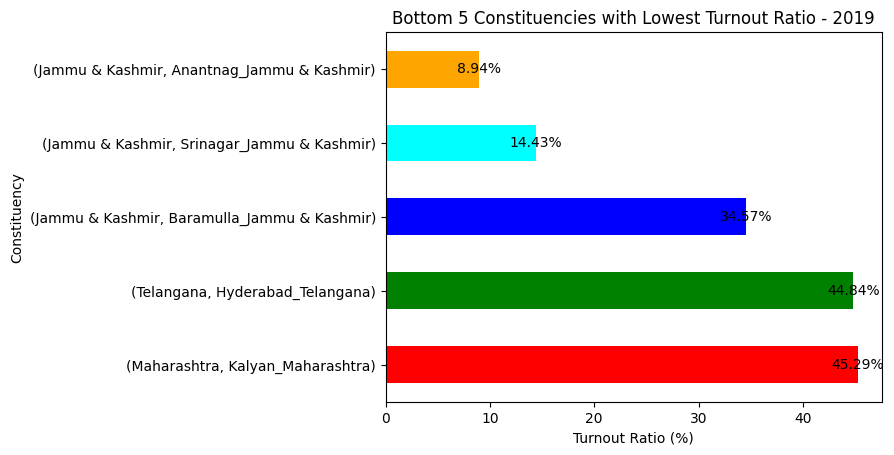 Bottom 5 Constituencies with Lowest Turnout Ratio - 2019
(Jammu & Kashmir, Anantnag_Jammu & Kashmir)
8.94%
(Jammu & Kashmir, Srinagar_Jammu & Kashmir)
14.43%
(Jammu & Kashmir, Baramulla_Jammu & Kashmir)
34.57%
(Telangana, Hyderabad_Telangana)
44.84%
(Maharashtra, Kalyan_Maharashtra)
45.29%
Constituency
0 10 20 30 40
Turnout Ratio (%)